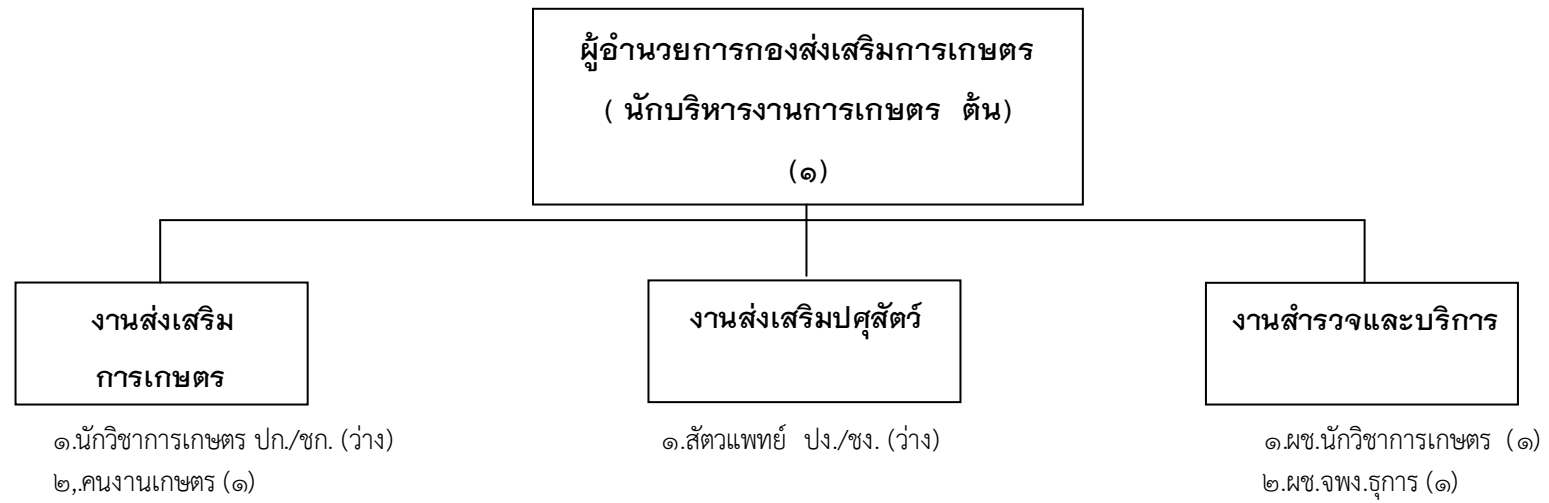 ผู้อำนวยการกองส่งเสริมการเกษตร
( นักบริหารงานการเกษตร ต้น)
(๑)
งานส่งเสริม
การเกษตร
๑.นักวิชาการเกษตร ปก./ชก. (ว่าง)
๒,.คนงานเกษตร (๑)
งานส่งเสริมปศุสัตว์
๑.สัตวแพทย์ ปง./ชง. (ว่าง)
งานสำรวจและบริการ
๑.ผช.นักวิชาการเกษตร (๑)
๒.ผช.จพง.ธุการ (๑)